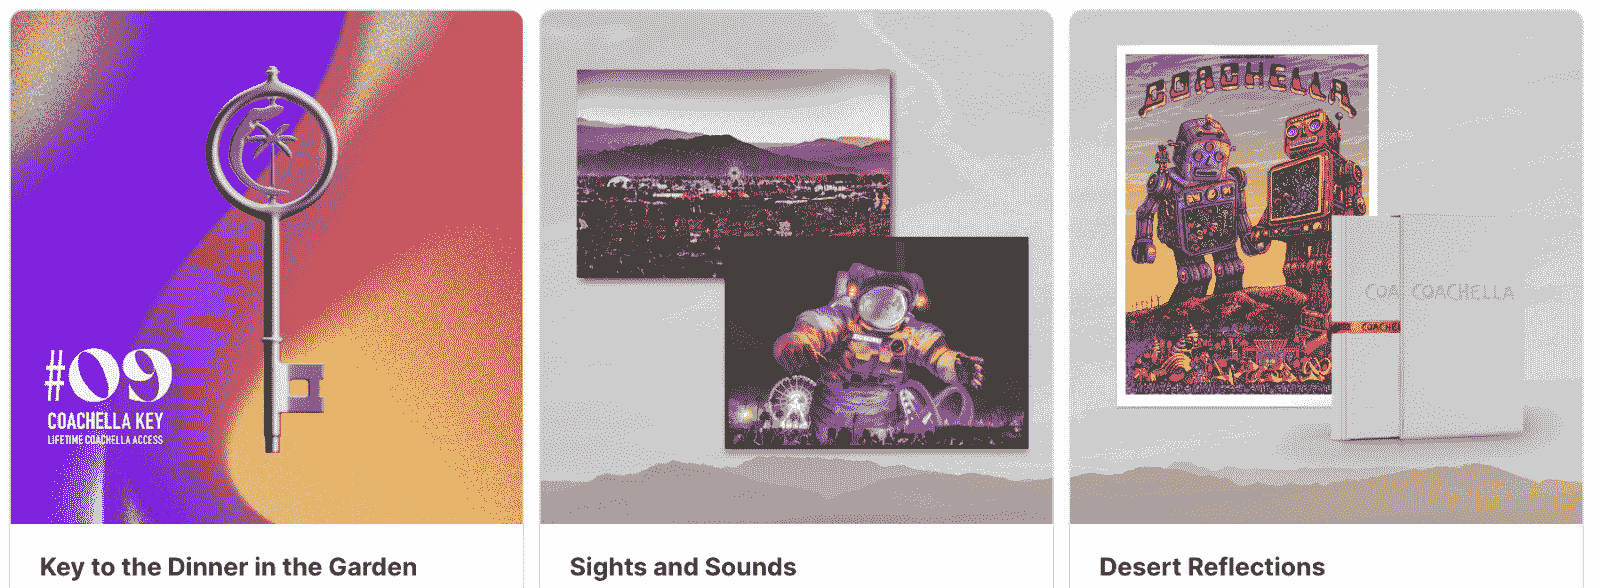 #09
COACHELLA KEY
LIFETIME COACHELLA ACCESS
Key to the Dinner in the Garden
Sights and Sounds
COACHELLA
COA COACHELLA
COACHE
Desert Reflections